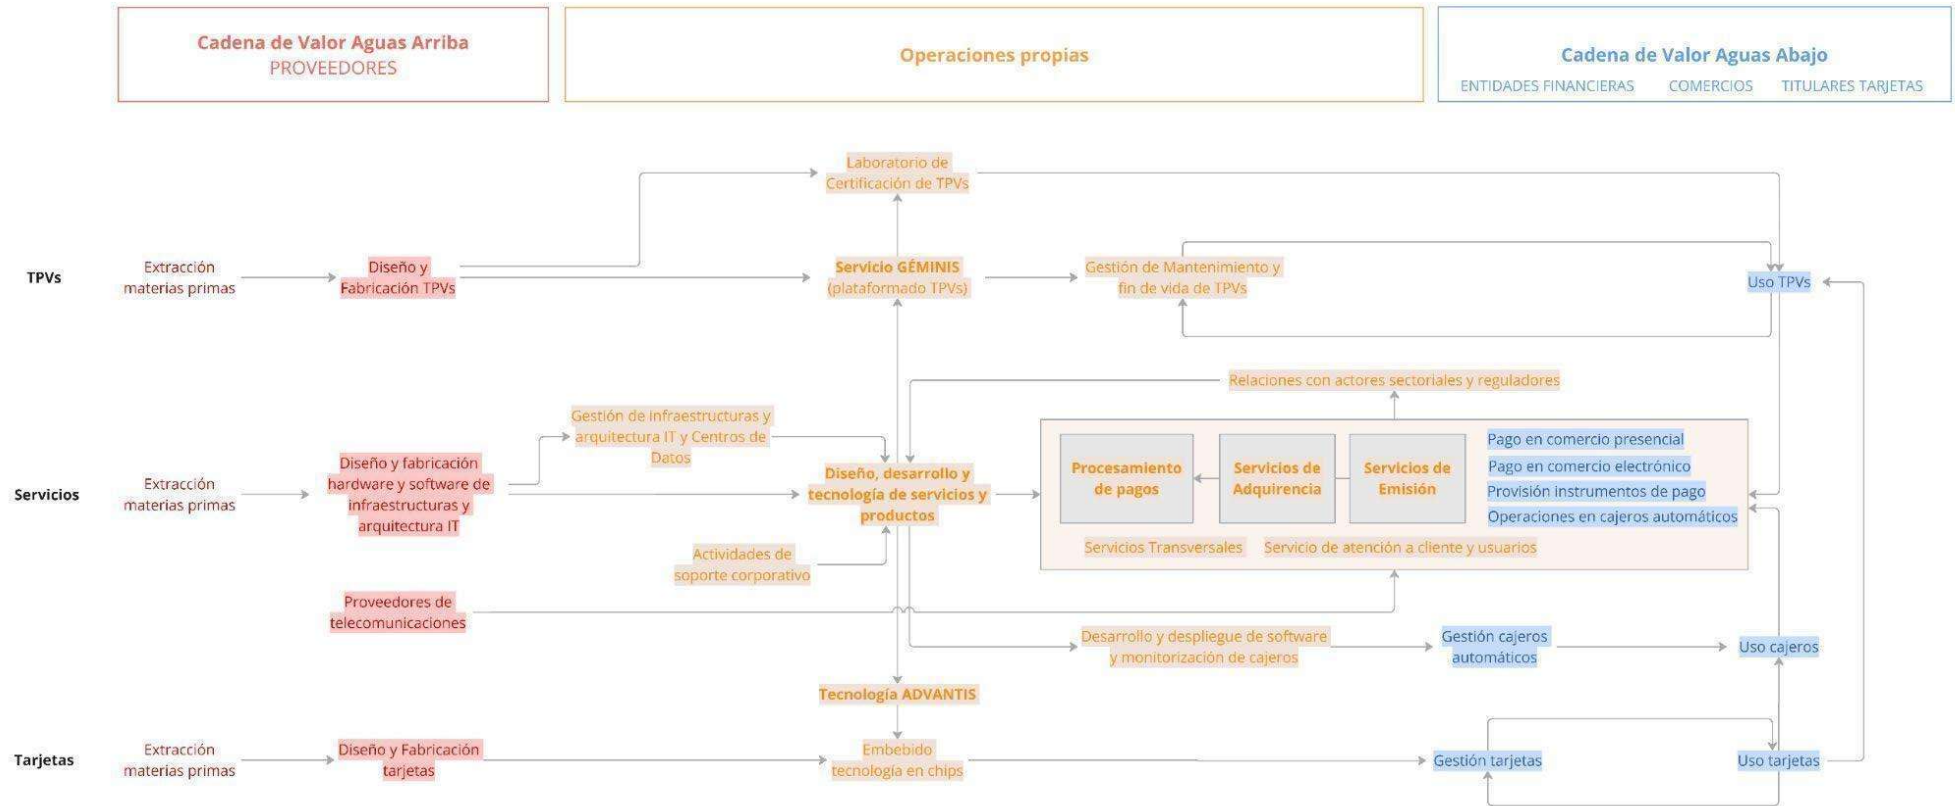 Cadena de Valor Aguas Arriba
PROVEEDORES
Operaciones propias
Cadena de Valor Aguas Abajo
ENTIDADES FINANCIERAS COMERCIOS TITULARES TARJETAS
Laboratorio de
Certificación de TPVs
TPVs
Extracción
materias primas
Diseño y
Fabricación TPVs
Servicio GÉMINIS
(plataformado TPVs)
Gestión de Mantenimiento y
fin de vida de TPVs
Uso TPVs
Relaciones con actores sectoriales y reguladores
Servicios
Extracción
materias primas
Diseño y fabricación
hardware y software de
infraestructuras y
arquitectura IT
Gestión de infraestructuras y
arquitectura IT y Centros de
Datos
Diseño, desarrollo y
tecnología de servicios y
productos
Procesamiento
de pagos
Servicios de
Adquirencia
Servicios de
Emisión
Pago en comercio presencial
Pago en comercio electrónico
Provisión instrumentos de pago
Operaciones en cajeros automáticos
Servicios Transversales
Servicio de atención a cliente y usuarios
Actividades de
soporte corporativo
Proveedores de
telecomunicaciones
Desarrollo y despliegue de software
y monitorización de cajeros
Gestión cajeros
automáticos
Uso cajeros
Tecnología ADVANTIS
Tarjetas
Extracción
materias primas
Diseño y Fabricación
tarjetas
Embebido
tecnología en chips
Gestión tarjetas
Uso tarjetas